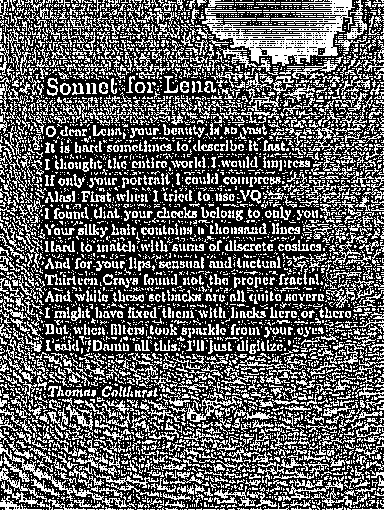 Sonnet for Lena
O dear Lena, your beauty is so vast
It is hard sometimes to describe it fast.
I thought the entire world I would impress
If only your portrait I could compress.
Alas! First when I tried to use VQ
I found that your cheeks belong to only you.
Your silky hair contains a thousand lines
Hard to match with sums of discrete cosines.
And for your lips, sensual and tactual
Thirteen Crays found not the proper fractal.
And while these setbacks are all quite severe
I might have fixed them with hacks here or there
But when filters took sparkle from your eyes
I said, "Damn all this. I'll just digitize."
Thomas Colthurst